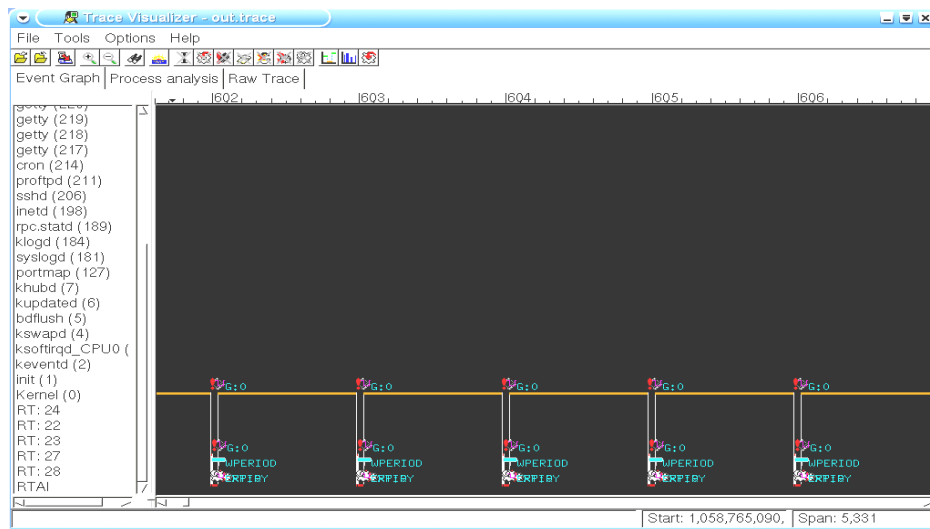 Trace Visualizer - out.trace
File Tools Options Help
Event Graph Process analysis Raw Trace
602 603 604 605 606
getty (219)
getty (218)
getty (217)
cron (214)
proftpd (211)
sshd (206)
inetd (198)
rpc.statd (189)
klogd (184)
syslogd (181)
portmap (127)
khubd (7)
kupdated (6)
bdflush (5)
kswapd (4)
ksoftirqd_CPU0 (
keventd (2)
init (1)
Kernel (0)
RT: 24
RT: 22
RT: 23
RT: 27
RT: 28
RTAI
G:0 G:0 G:0 G:0 G:0
G:0 G:0 G:0 G:0 G:0
WPERIOD WPERIOD WPERIOD WPERIOD WPERIOD
Start: 1,058,765,090, Span: 5,331